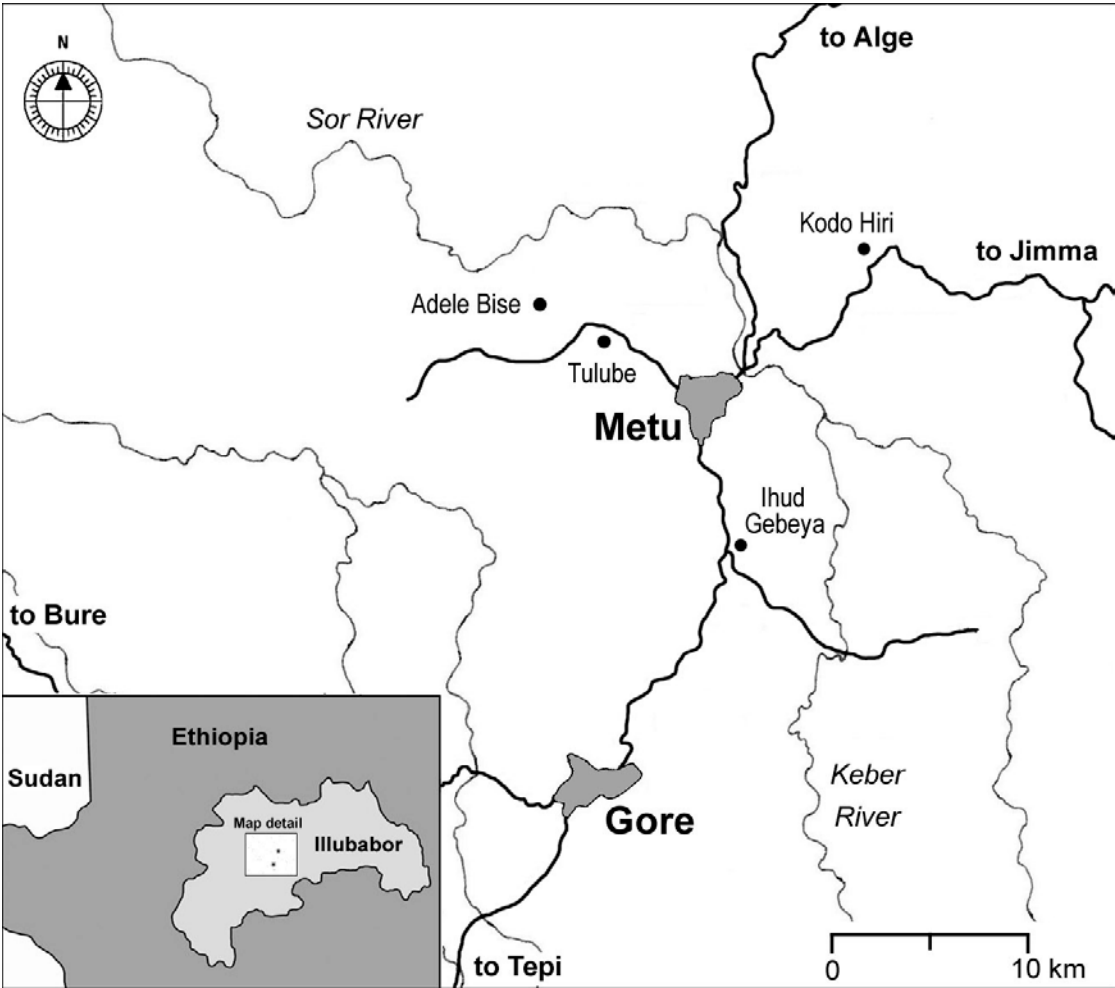 N
to Alge
Sor River
Kodo Hiri
to Jimma
Adele Bise
Tulube
Metu
Ihud
Gebeya
to Bure
Ethiopia
Sudan
Map detail
Illubabor
Keber
River
Gore
to Tepi
0 10 km